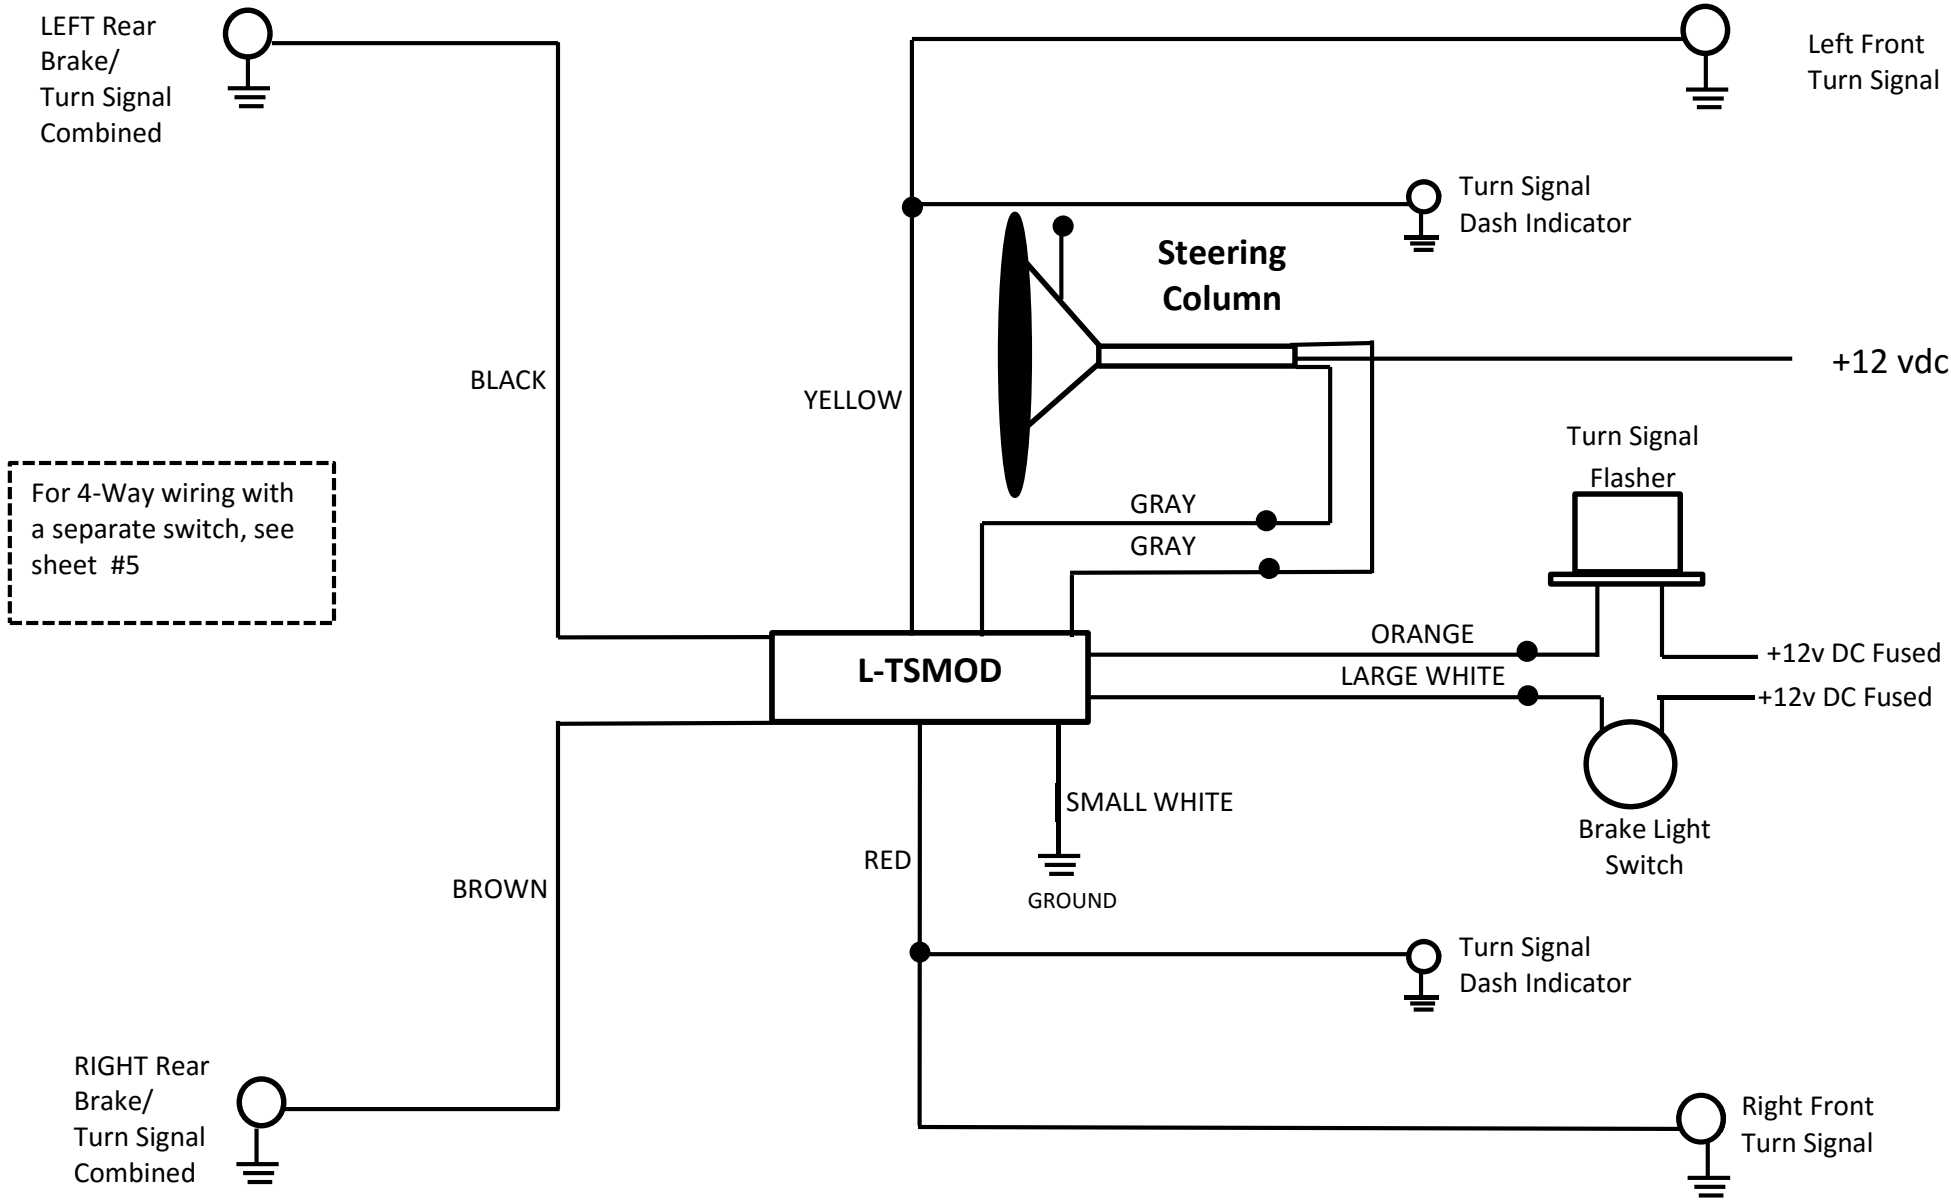 LEFT Rear
Brake/
Turn Signal
Combined
Left Front
Turn Signal
Turn Signal
Dash Indicator
Steering
Column
+12 vdc
BLACK
YELLOW
Turn Signal
Flasher
For 4-Way wiring with
a separate switch, see
sheet #5
GRAY
GRAY
ORANGE
+12v DC Fused
L-TSMOD
LARGE WHITE
+12v DC Fused
SMALL WHITE
Brake Light
Switch
RED
BROWN
GROUND
Turn Signal
Dash Indicator
RIGHT Rear
Brake/
Turn Signal
Combined
Right Front
Turn Signal